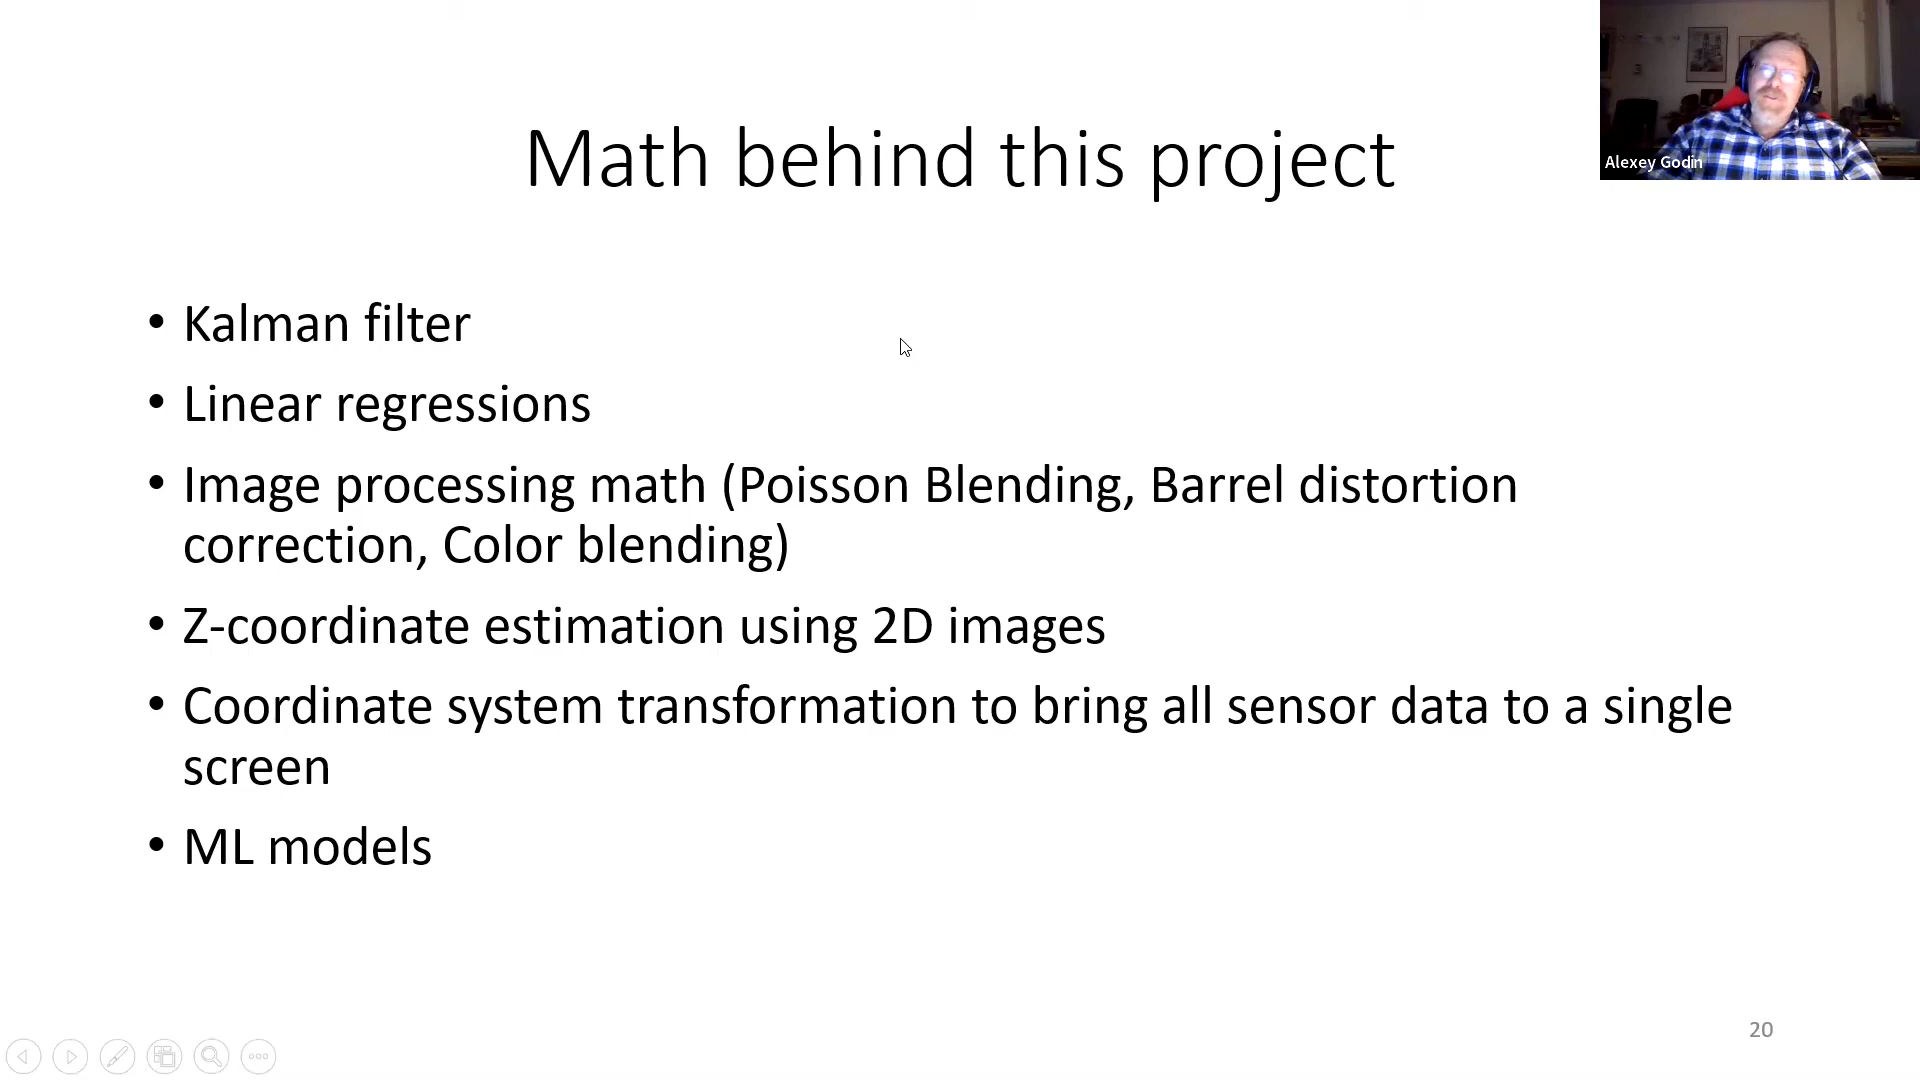 Math behind this project
Alexey Godin
• Kalman filter
• Linear regressions
• Image processing math (Poisson Blending, Barrel distortion
correction, Color blending)
• Z-coordinate estimation using 2D images
• Coordinate system transformation to bring all sensor data to a single
screen
• ML models
20